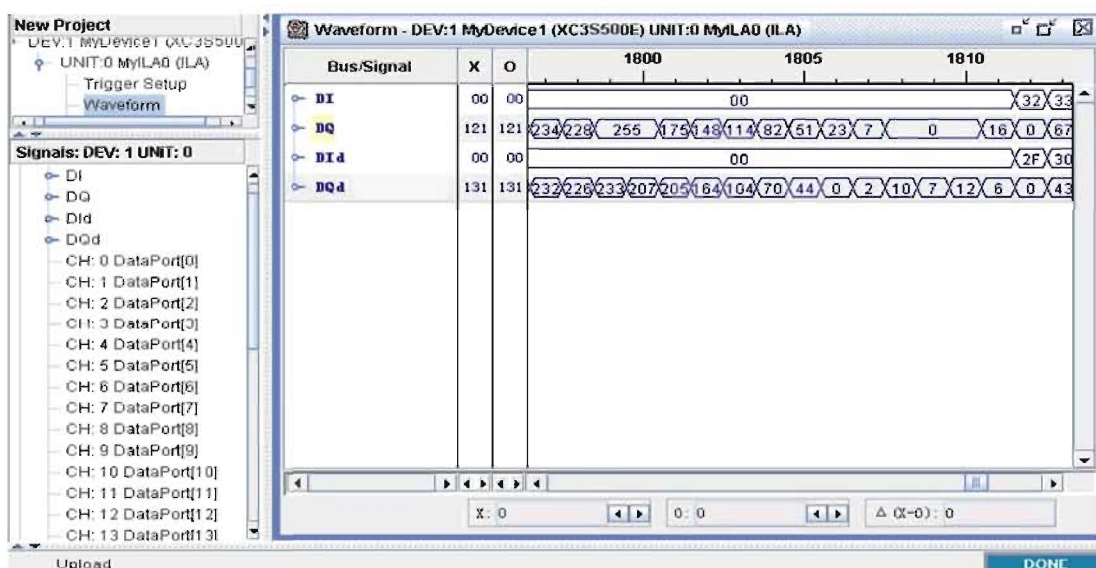 New Project
DEV:1 MyDevice1 (XC3S500
UNIT:0 MyILA0 (ILA)
Trigger Setup
Waveform
Signals: DEV: 1 UNIT: 0
DI
DQ
DId
DQd
CH: 0 DataPort[0]
CH: 1 DataPort[1]
CH: 2 DataPort[2]
CH: 3 DataPort[3]
CH: 4 DataPort[4]
CH: 5 DataPort[5]
CH: 6 DataPort[6]
CH: 7 DataPort[7]
CH: 8 DataPort[8]
CH: 9 DataPort[9]
CH: 10 DataPort[10]
CH: 11 DataPort[11]
CH: 12 DataPort[12]
CH: 13 DataPort[13]
Waveform - DEV:1 MyDevice1 (XC3S500E) UNIT:0 MyILA0 (ILA)
Bus/Signal X O 1800 1805 1810
DI 00 00 00 32 33
DQ 121 121 234 228 255 175 148 114 82 51 23 7 0 16 0 67
DId 00 00 00 2F 30
DQd 131 131 232 226 233 207 205 164 104 70 44 0 2 10 7 12 6 0 43
X: 0 O: 0 Δ (X-O): 0
Upload DONE